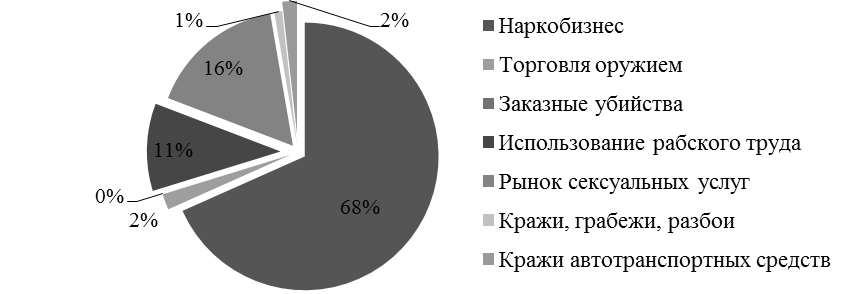 1%
2%
16%
11%
0%
2%
68%
Наркобизнес
Торговля оружием
Заказные убийства
Использование рабского труда
Рынок сексуальных услуг
Кражи, грабежи, разбои
Кражи автотранспортных средств